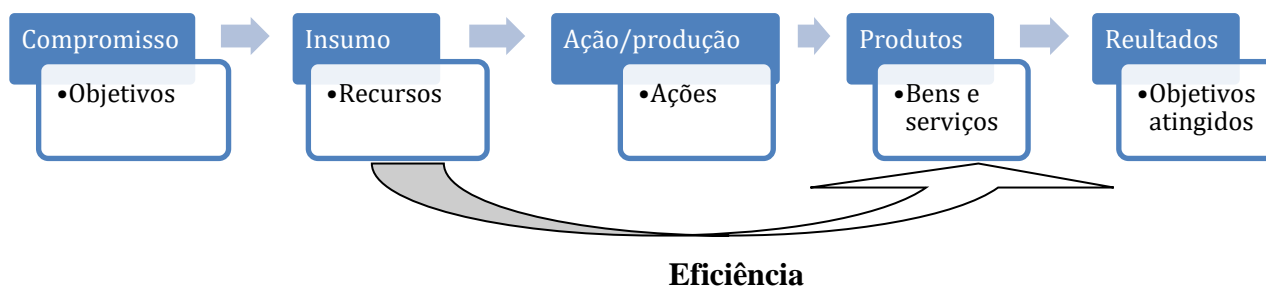 Compromisso
•Objetivos
Insumo
•Recursos
Ação/produção
•Ações
Produtos
•Bens e
serviços
Reultados
•Objetivos
atingidos
Eficiência